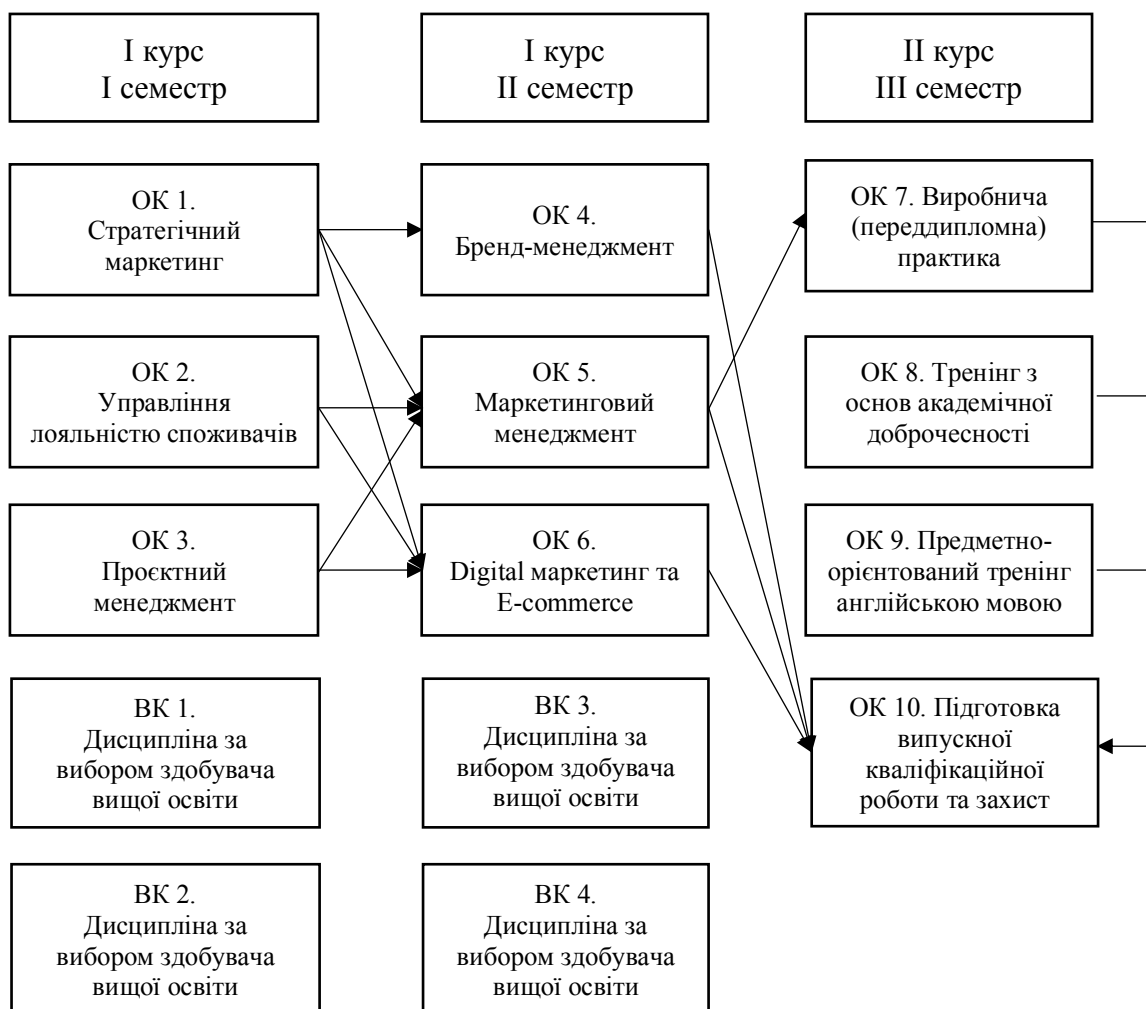 І курс
І семестр
І курс
ІІ семестр
ІІ курс
ІІІ семестр
ОК 1.
Стратегічний
маркетинг
ОК 4.
Бренд-менеджмент
ОК 7. Виробнича
(переддипломна)
практика
ОК 2.
Управління
лояльністю споживачів
ОК 5.
Маркетинговий
менеджмент
ОК 8. Тренінг з
основ академічної
доброчесності
ОК 3.
Проєктний
менеджмент
ОК 6.
Digital маркетинг та
E-commerce
ОК 9. Предметно-
орієнтований тренінг
англійською мовою
ВК 1.
Дисципліна за
вибором здобувача
вищої освіти
ВК 3.
Дисципліна за
вибором здобувача
вищої освіти
ОК 10. Підготовка
випускної
кваліфікаційної
роботи та захист
ВК 2.
Дисципліна за
вибором здобувача
вищої освіти
ВК 4.
Дисципліна за
вибором здобувача
вищої освіти